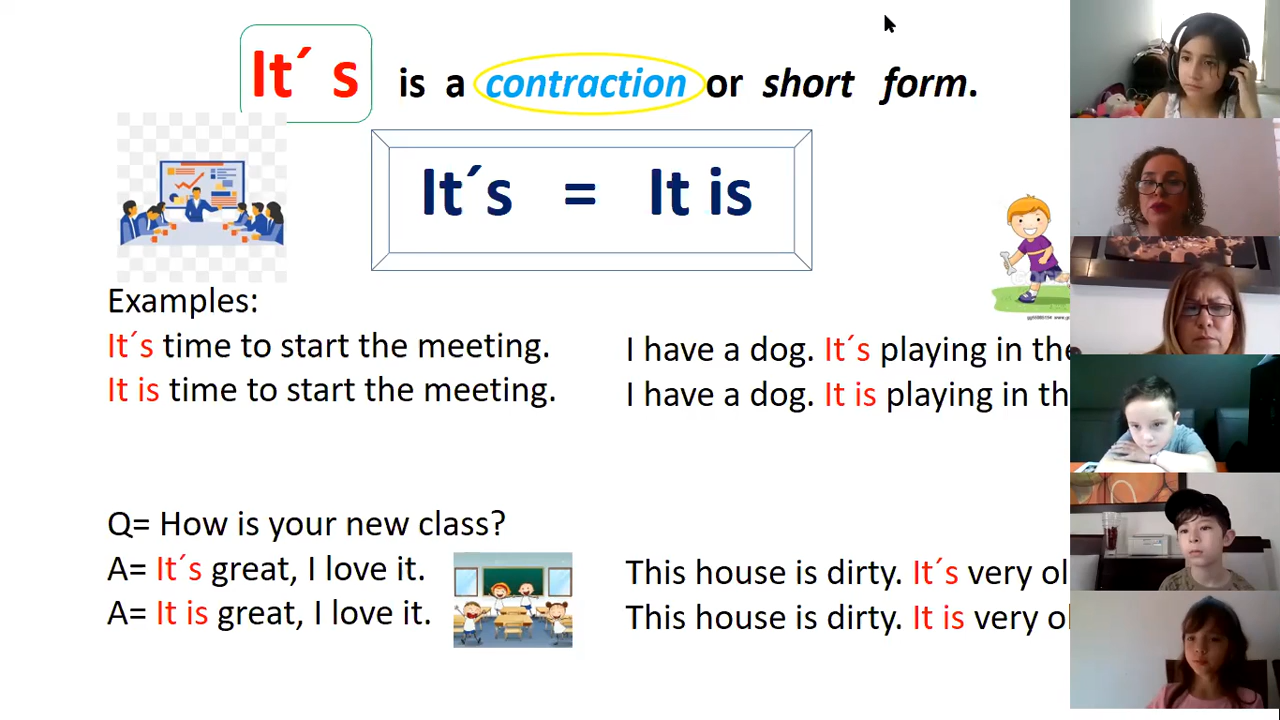 It´ s is a contraction or short form.
It´s = It is
Examples:
It´s time to start the meeting.
It is time to start the meeting.
I have a dog. It´s playing in the
I have a dog. It is playing in th
Q= How is your new class?
A= It´s great, I love it.
A= It is great, I love it.
This house is dirty. It´s very ol
This house is dirty. It is very ol